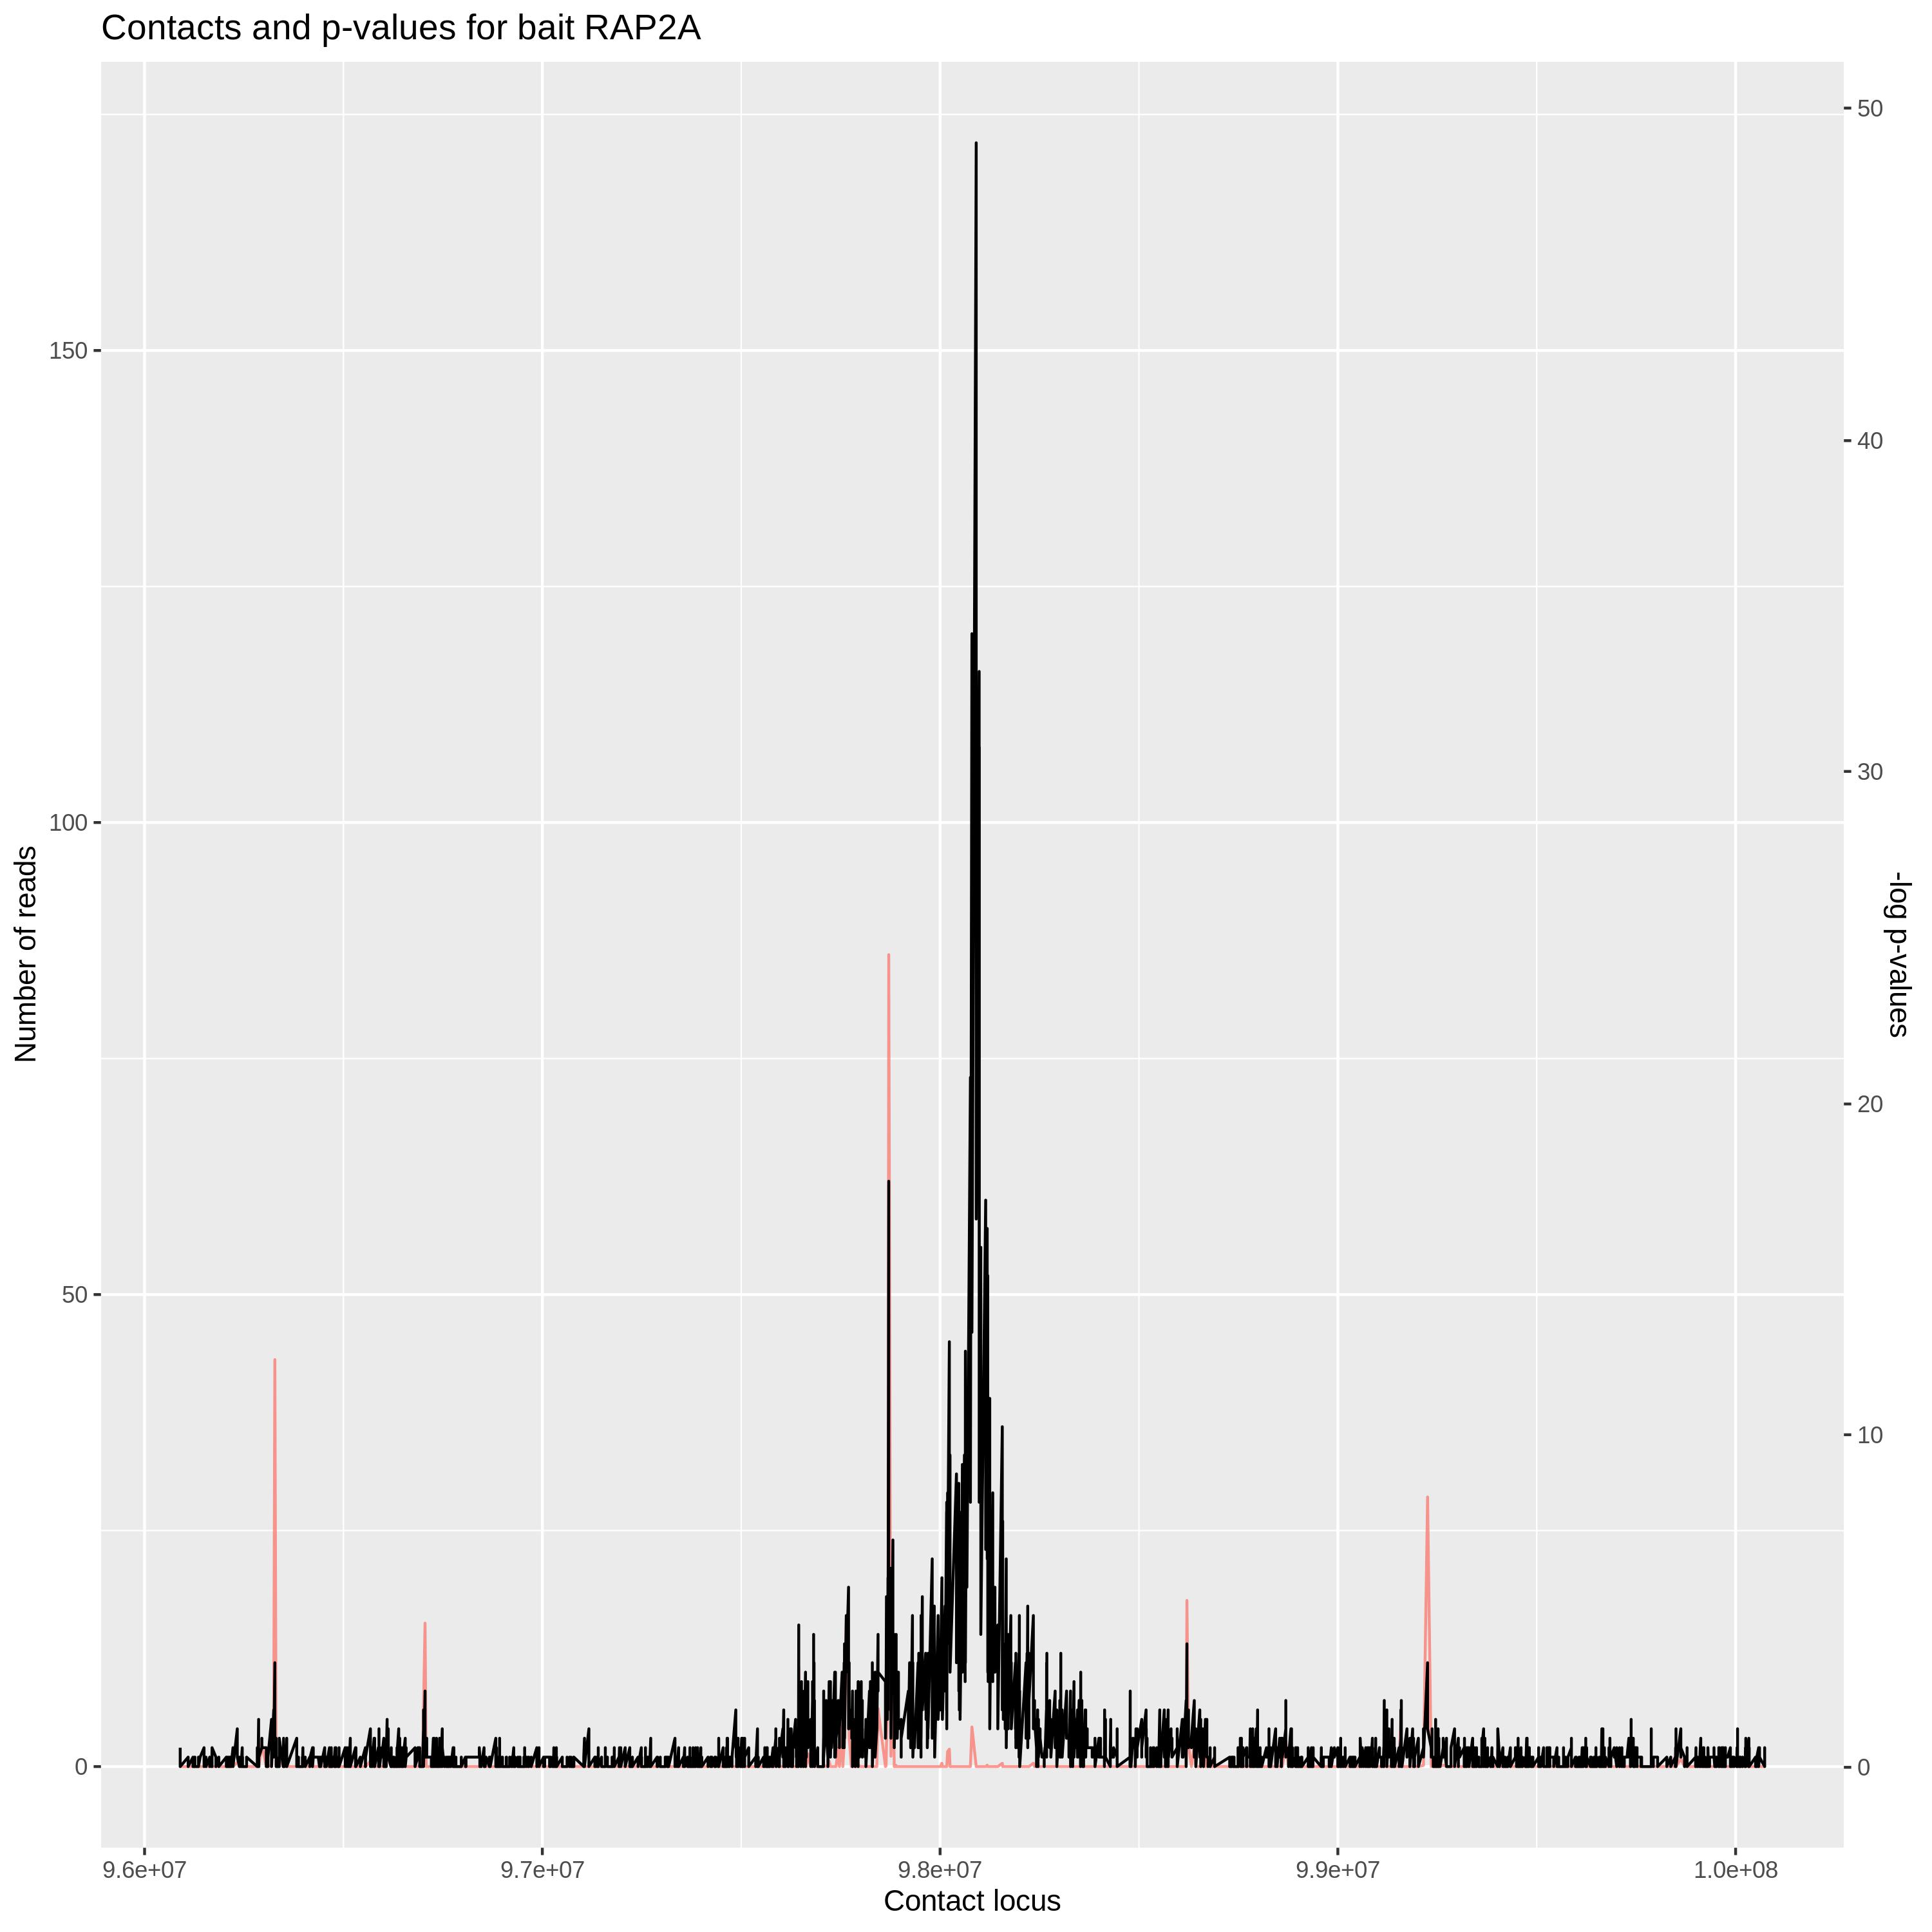 Contacts and p-values for bait RAP2A
Number of reads
150
100
50
0
50
40
30
20
10
0
-log p-values
9.6e+07
9.7e+07
9.8e+07
9.9e+07
1.0e+08
Contact locus